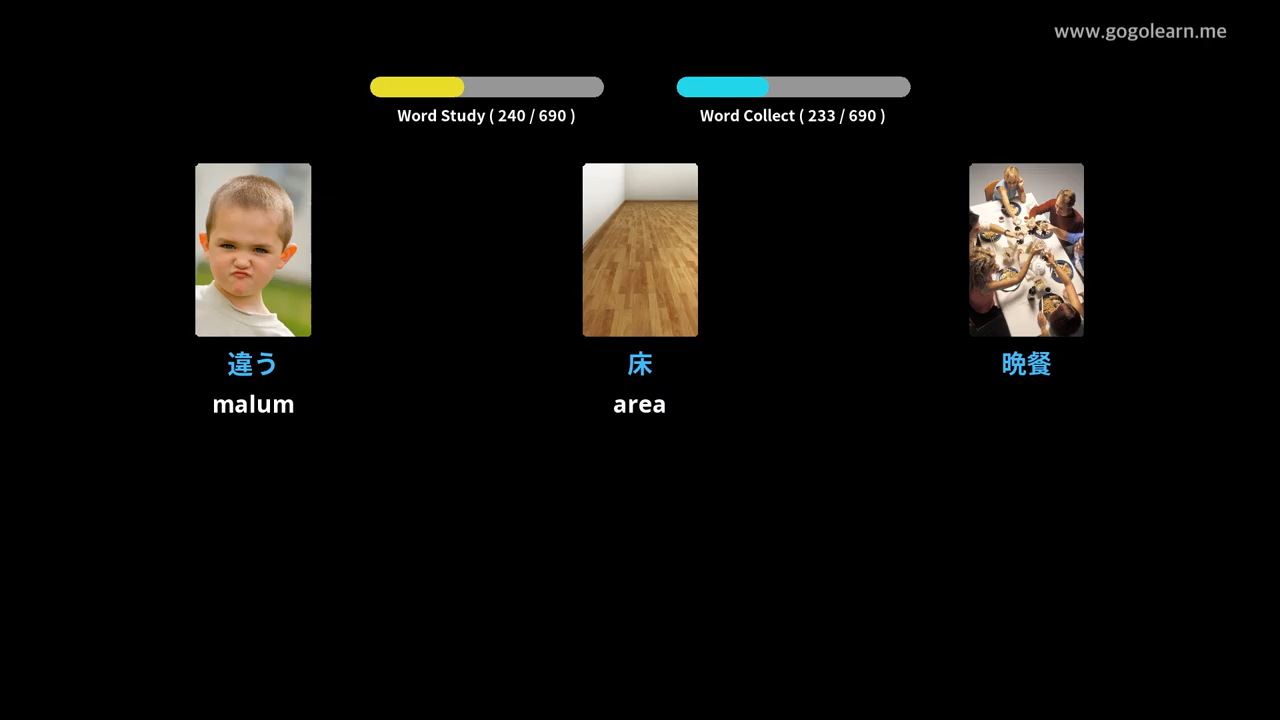 www.gogolearn.me
Word Study ( 240 / 690 )
Word Collect ( 233 / 690 )
違う
床
晩餐
malum
area